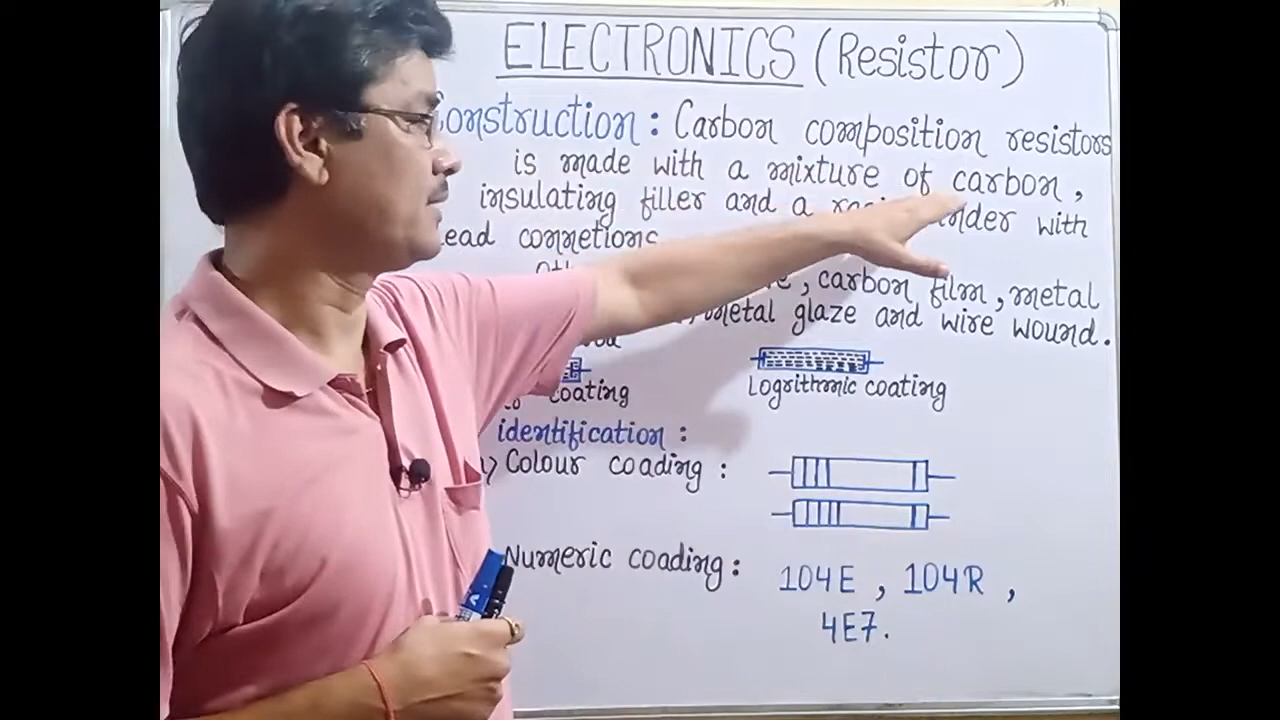 ELECTRONICS (Resistor)
onstruction : Carbon composition resistors
is made with a mixture of carbon,
insulating filler and a with
ead connetions
, carbon film, metal
metal glaze and wire wound.
coating Logrithmic coating
identification :
Colour coading :
Numeric coading : 104E , 104R ,
4E7.